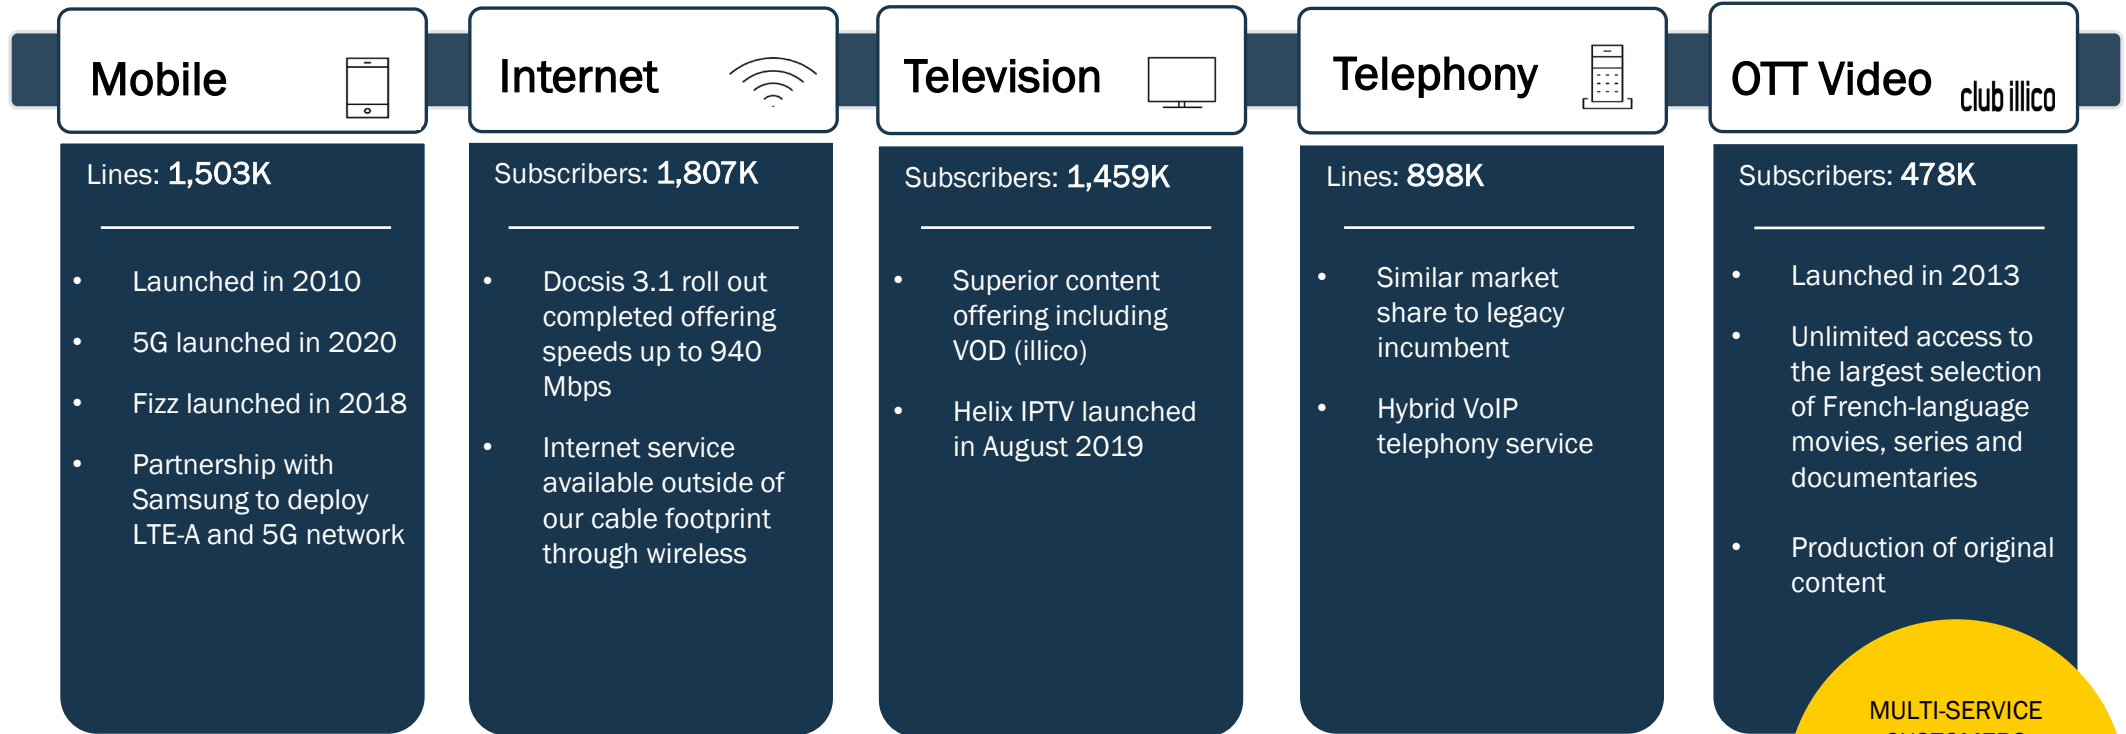 Mobile
Lines: 1,503K
• Launched in 2010
• 5G launched in 2020
• Fizz launched in 2018
• Partnership with
Samsung to deploy
LTE-A and 5G network
Internet
Subscribers: 1,807K
• Docsis 3.1 roll out
completed offering
speeds up to 940
Mbps
• Internet service
available outside of
our cable footprint
through wireless
Television
Subscribers: 1,459K
• Superior content
offering including
VOD (illico)
• Helix IPTV launched
in August 2019
Telephony
Lines: 898K
• Similar market
share to legacy
incumbent
• Hybrid VoIP
telephony service
OTT Video
club illico
Subscribers: 478K
• Launched in 2013
• Unlimited access to
the largest selection
of French-language
movies, series and
documentaries
• Production of original
content
MULTI-SERVICE
CUSTOMERS